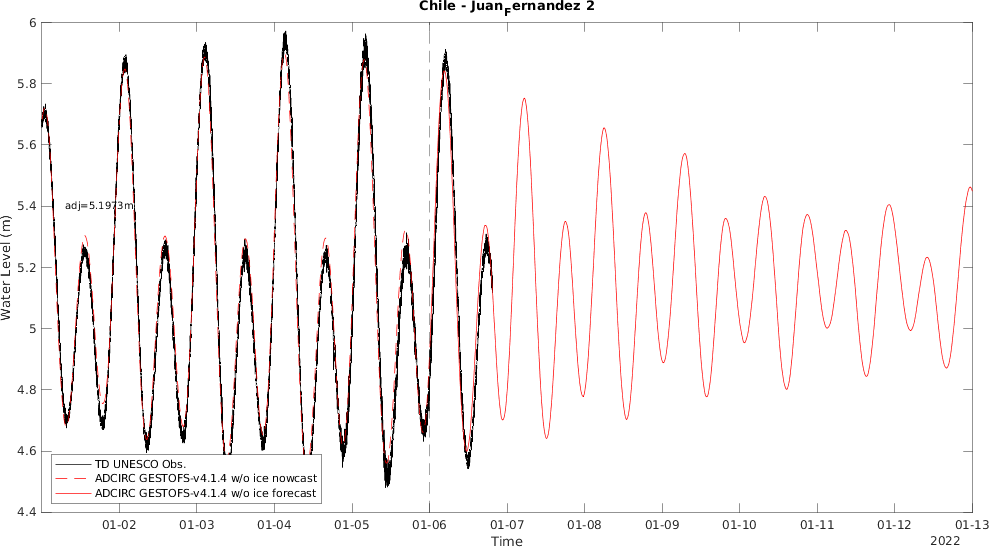 Chile - Juan_Fernandez 2
6
5.8
5.6
5.4
5.2
5
4.8
4.6
4.4
Water Level (m)
adj=5.1973m
TD UNESCO Obs.
ADCIRC GESTOFS-v4.1.4 w/o ice nowcast
ADCIRC GESTOFS-v4.1.4 w/o ice forecast
01-02 01-03 01-04 01-05 01-06 01-07 01-08 01-09 01-10 01-11 01-12 01-13
Time
2022